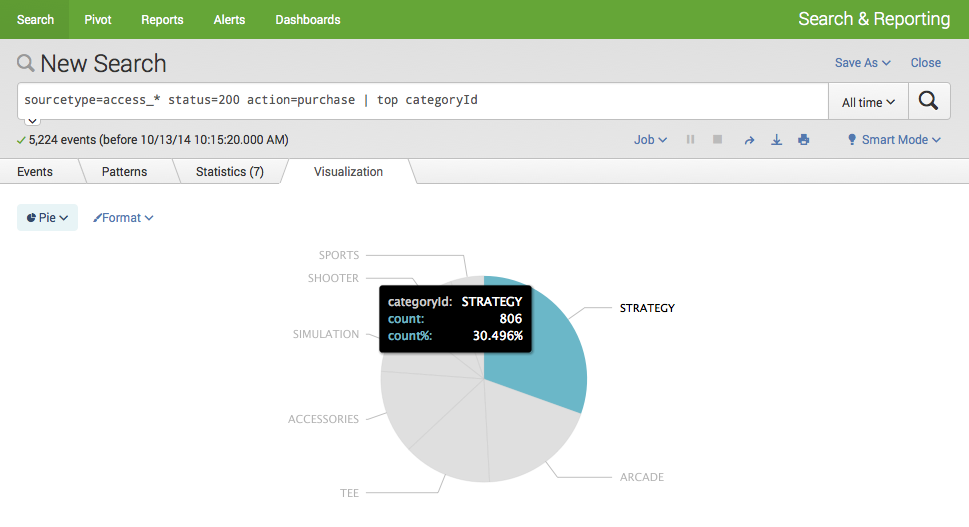 Search Pivot Reports Alerts Dashboards Search & Reporting
New Search Save As Close
sourcetype=access_* status=200 action=purchase | top categoryId All time
5,224 events (before 10/13/14 10:15:20.000 AM) Job Smart Mode
Events Patterns Statistics (7) Visualization
Pie Format
SPORTS
SHOOTER
categoryId: STRATEGY
count: 806
count%: 30.496%
STRATEGY
SIMULATION
ACCESSORIES
ARCADE
TEE